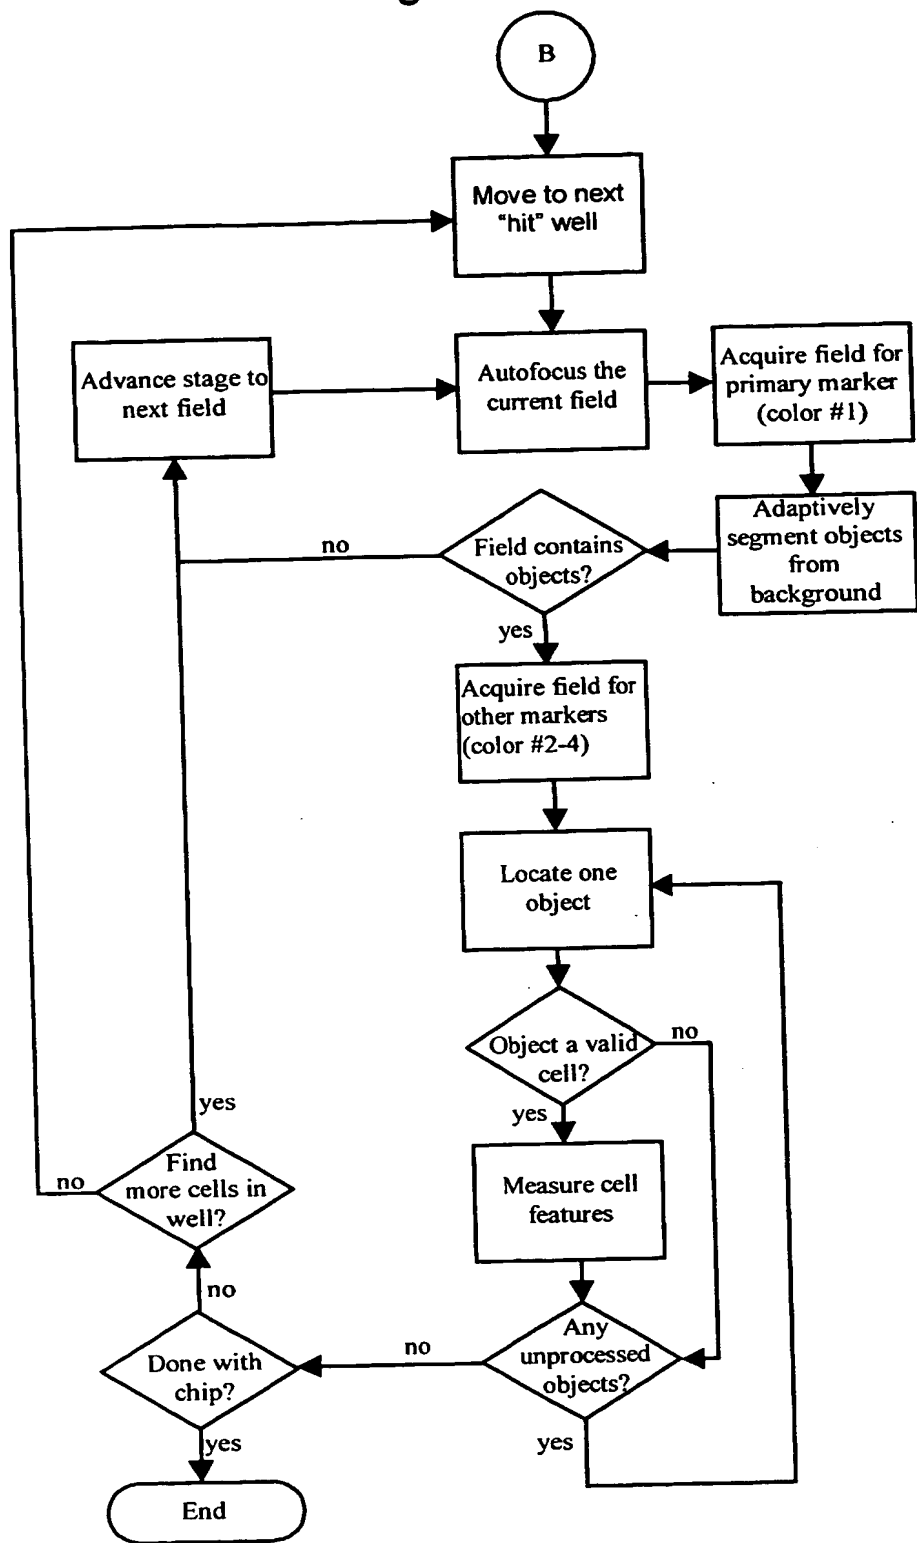 B
Move to next
"hit" well
Advance stage to
next field
Autofocus the
current field
Acquire field for
primary marker
(color #1)
Adaptively
segment objects
from
background
Field contains
objects?
no
yes
Acquire field for
other markers
(color #2-4)
Locate one
object
Object a valid
cell?
no
yes
Measure cell
features
Any
unprocessed
objects?
no
yes
Done with
chip?
no
yes
Find
more cells in
well?
yes
no
End